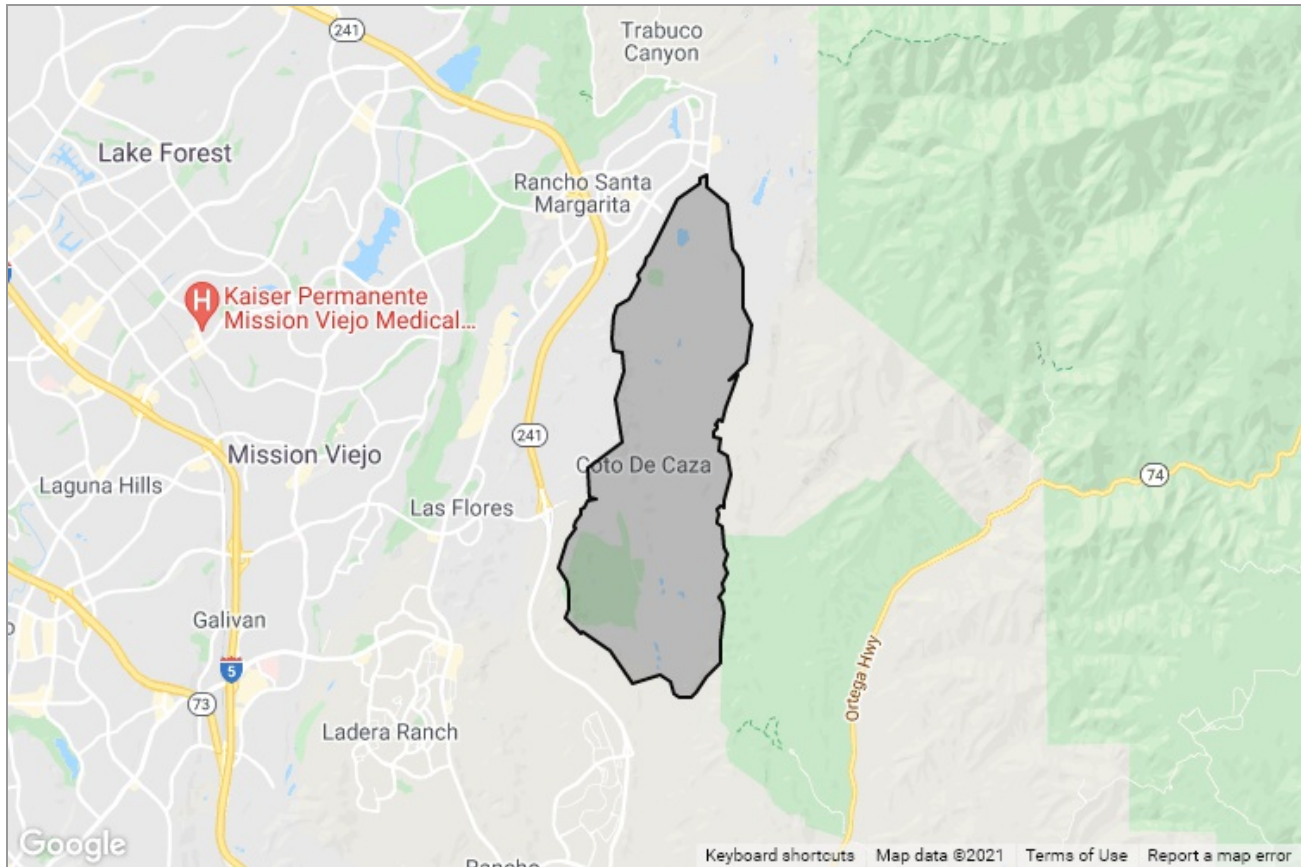 241
Trabuco
Canyon
Lake Forest
Rancho Santa
Margarita
Kaiser Permanente
Mission Viejo Medical...
H
241
Mission Viejo
Coto De Caza
74
Laguna Hills
Las Flores
Galivan
Ortega Hwy
5
73
Ladera Ranch
Rancho
Google
Keyboard shortcuts
Map data ©2021
Terms of Use
Report a map error